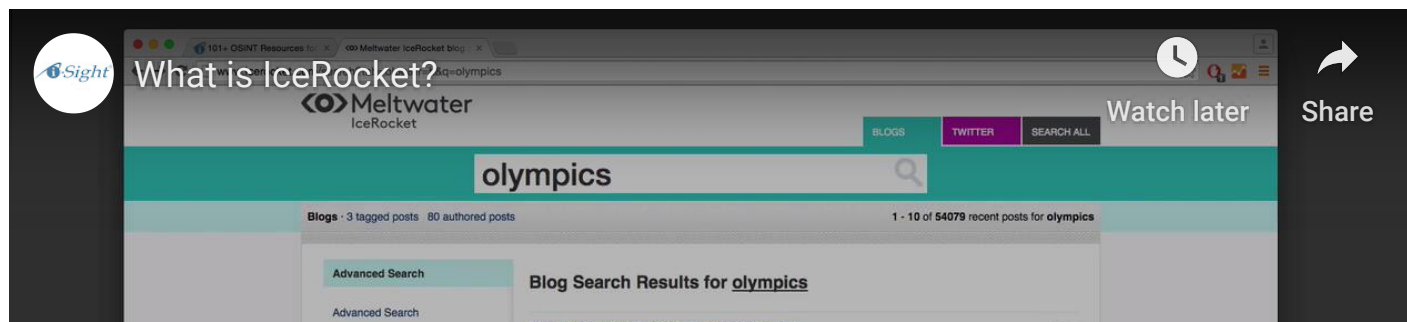 101+ OSINT Resources fo
Meltwater IceRocket blog
i-Sight
What is IceRocket?
q=olympics
Watch later
Share
Meltwater
IceRocket
BLOGS
TWITTER
SEARCH ALL
olympics
Blogs · 3 tagged posts 80 authored posts
1 - 10 of 54079 recent posts for olympics
Advanced Search
Blog Search Results for olympics
Advanced Search